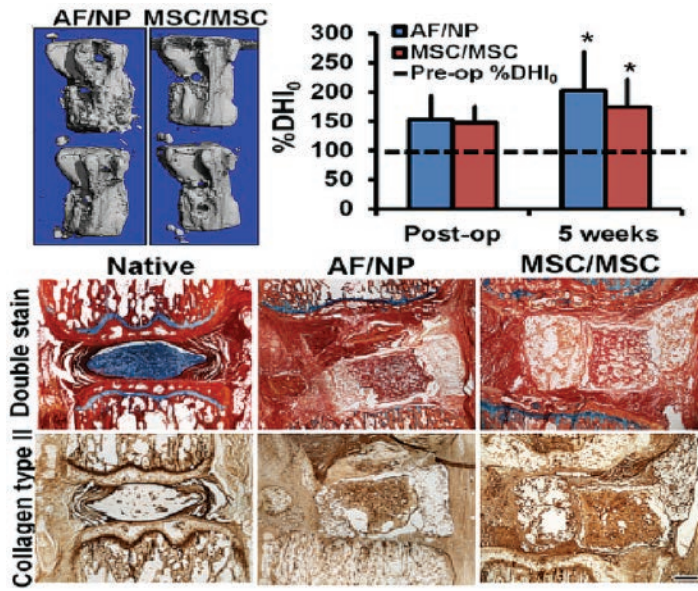 AF/NP MSC/MSC
AF/NP
MSC/MSC
Pre-op %DHI₀
%DHI₀
300
250
200
150
100
50
0
* *
Post-op 5 weeks
Native AF/NP MSC/MSC
Double stain
Collagen type II